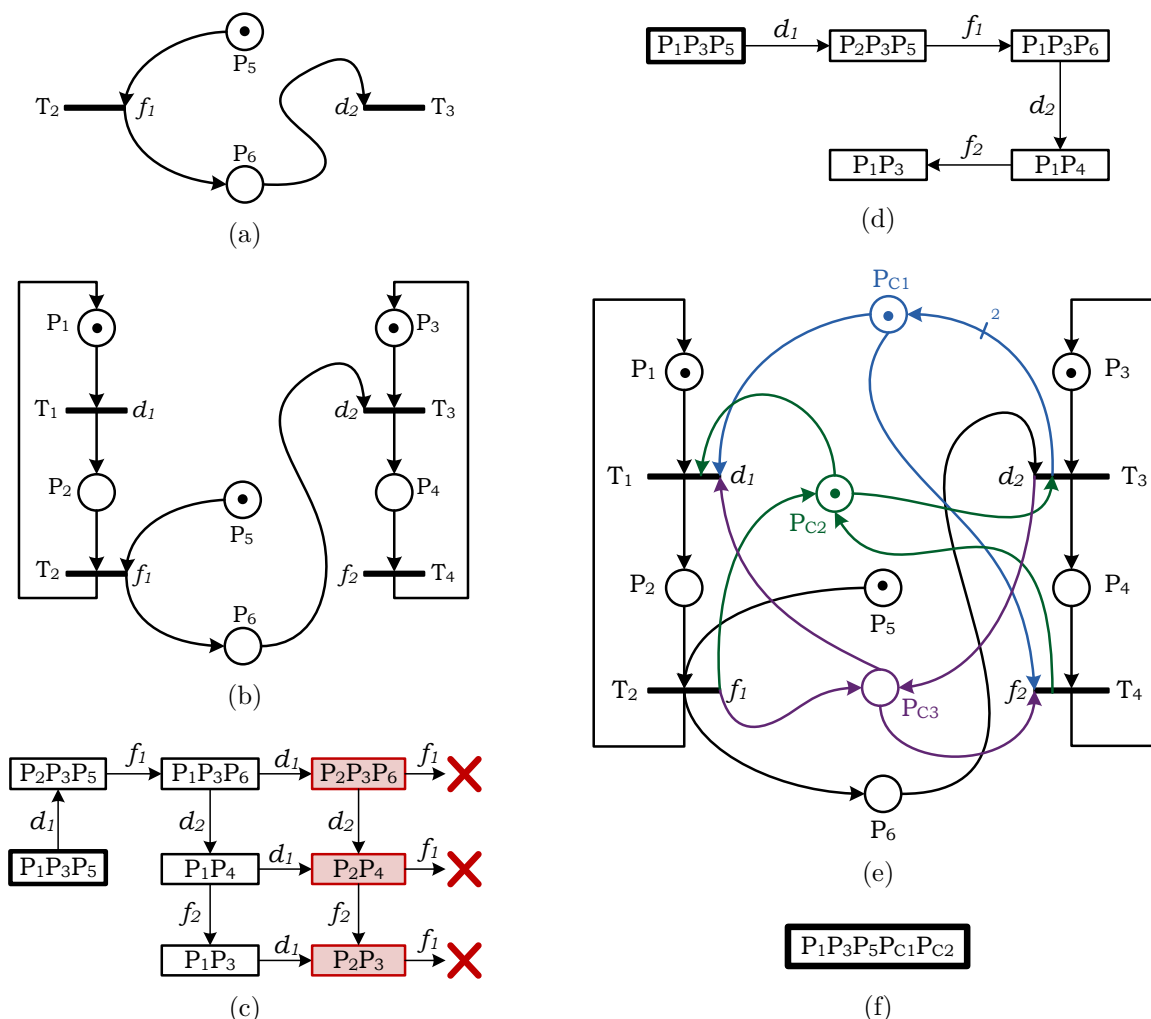 P5
T2 f1 d2 T3
P6
(a)
P1P3P5 d1 P2P3P5 f1 P1P3P6
d2
P1P3 f2 P1P4
(d)
P1 P3
T1 d1 d2 T3
P2 P5 P4
T2 f1 f2 T4
P6
(b)
P2P3P5 f1 P1P3P6 d1 P2P3P6 f1
d1 d2 d2
P1P3P5 P1P4 d1 P2P4 f1
f2 f2
P1P3 d1 P2P3 f1
(c)
PC1 2
P1 P3
T1 d1 d2 T3
PC2
P2 P5 P4
T2 f1 PC3 f2 T4
P6
(e)
P1P3P5PC1PC2
(f)